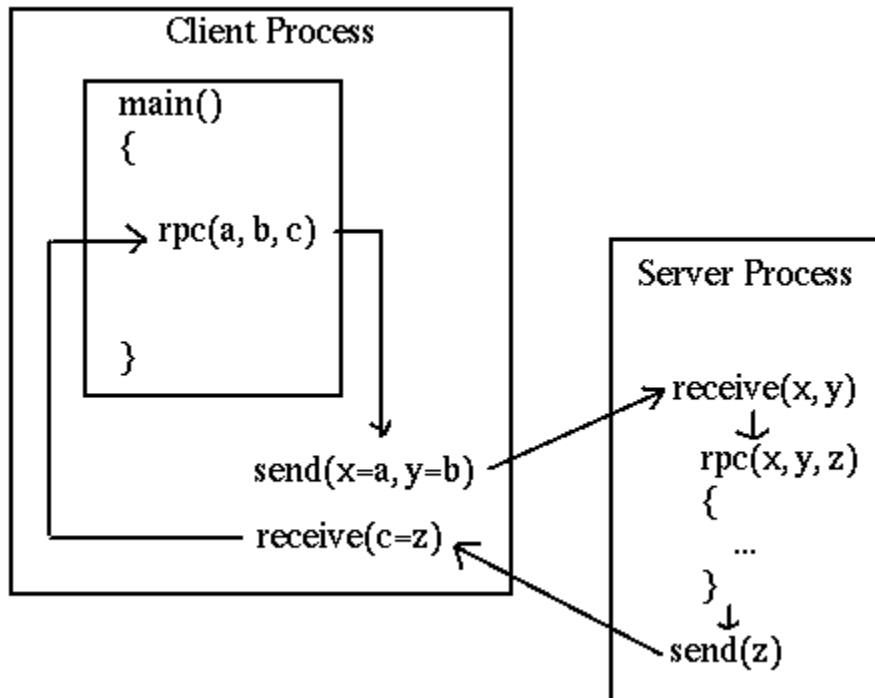 Client Process
main()
{
rpc(a, b, c)
}
send(x=a, y=b)
receive(c=z)
Server Process
receive(x, y)
rpc(x, y, z)
{
...
}
send(z)